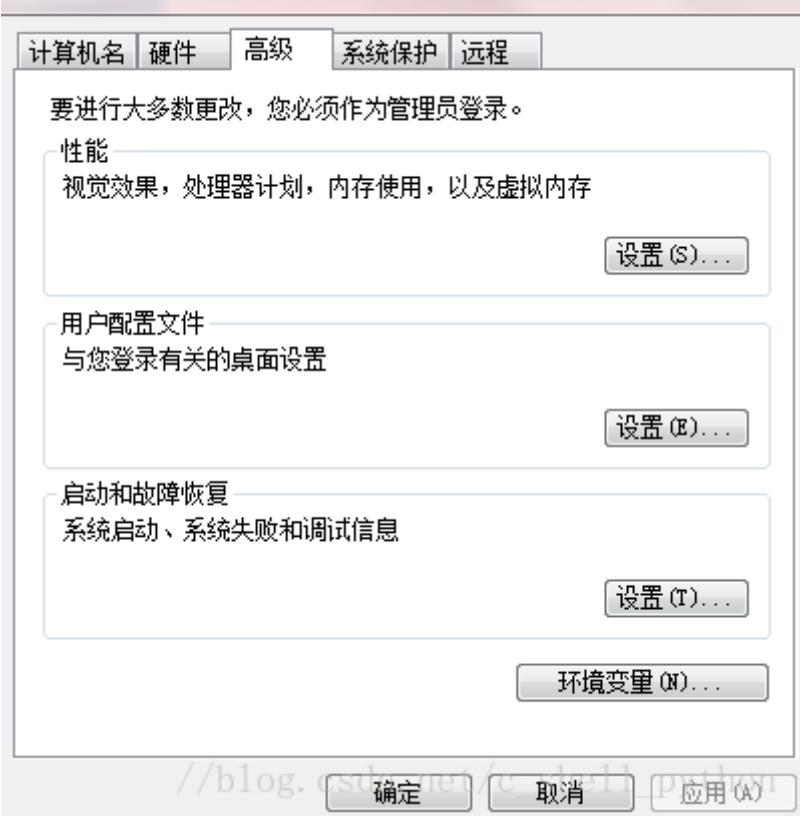 计算机名 硬件 高级 系统保护 远程
要进行大多数更改，您必须作为管理员登录。
性能
视觉效果，处理器计划，内存使用，以及虚拟内存
设置(S)...
用户配置文件
与您登录有关的桌面设置
设置(E)...
启动和故障恢复
系统启动、系统失败和调试信息
设置(T)...
环境变量(N)...
//blog.csdn.net/c_shell_python
确定 取消 应用(A)